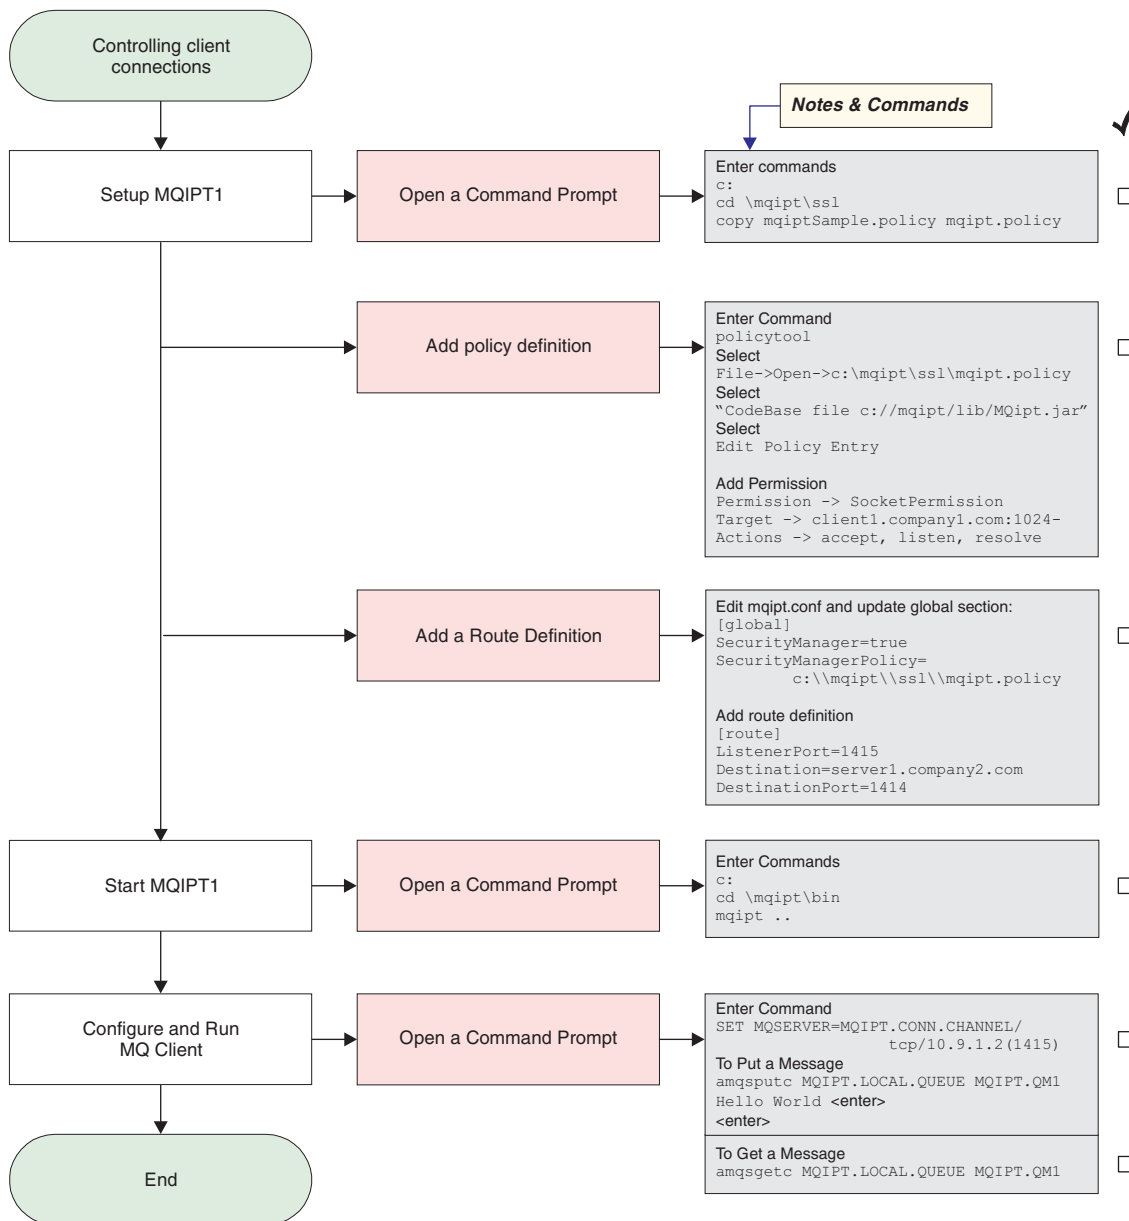 Controlling client
connections
Notes & Commands
Setup MQIPT1
Open a Command Prompt
Enter commands
c:
cd \mqipt\ssl
copy mqiptSample.policy mqipt.policy
Add policy definition
Enter Command
policytool
Select
File->Open->c:\mqipt\ssl\mqipt.policy
Select
“CodeBase file c://mqipt/lib/MQipt.jar”
Select
Edit Policy Entry
Add Permission
Permission -> SocketPermission
Target -> client1.company1.com:1024-
Actions -> accept, listen, resolve
Add a Route Definition
Edit mqipt.conf and update global section:
[global]
SecurityManager=true
SecurityManagerPolicy=
c:\\mqipt\\ssl\\mqipt.policy
Add route definition
[route]
ListenerPort=1415
Destination=server1.company2.com
DestinationPort=1414
Start MQIPT1
Open a Command Prompt
Enter Commands
c:
cd \mqipt\bin
mqipt ..
Configure and Run
MQ Client
Open a Command Prompt
Enter Command
SET MQSERVER=MQIPT.CONN.CHANNEL/
tcp/10.9.1.2(1415)
To Put a Message
amqsputc MQIPT.LOCAL.QUEUE MQIPT.QM1
Hello World <enter>
<enter>
To Get a Message
amqsgetc MQIPT.LOCAL.QUEUE MQIPT.QM1
End